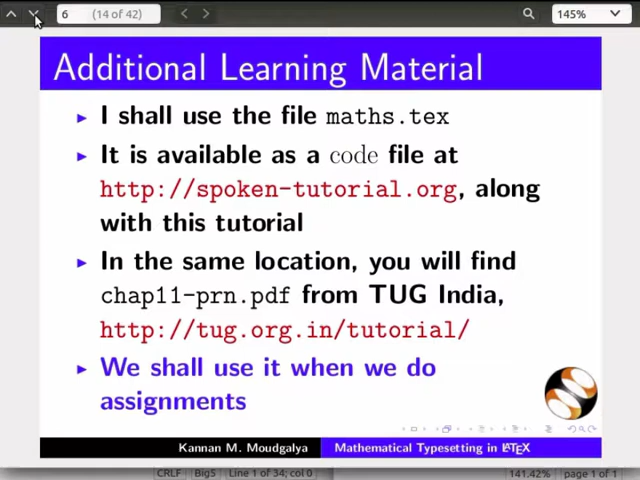 6 (14 of 42) 145%
Additional Learning Material
I shall use the file maths.tex
It is available as a code file at
http://spoken-tutorial.org, along
with this tutorial
In the same location, you will find
chap11-prn.pdf from TUG India,
http://tug.org.in/tutorial/
We shall use it when we do
assignments
Kannan M. Moudgalya Mathematical Typesetting in LATEX
CRLF Big5 Line 1 of 34; col 0 141.42% page 1 of 1